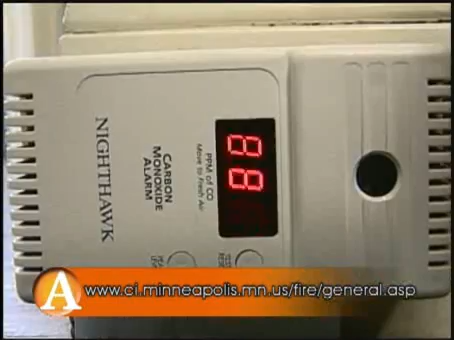 88
PPM of CO
Move to Fresh Air
CARBON
MONOXIDE
ALARM
NIGHTHAWK
A
www.ci.minneapolis.mn.us/fire/general.asp